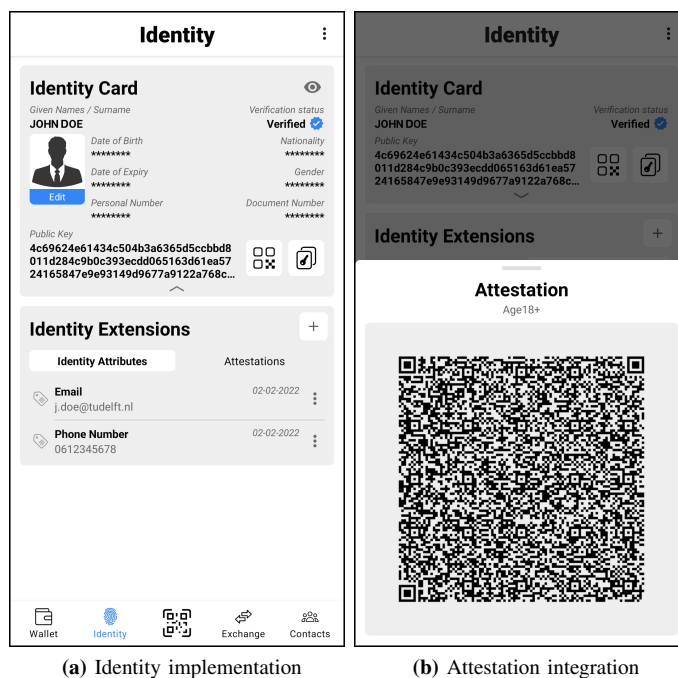 Identity
Identity Card
Given Names / Surname
Verification status
JOHN DOE
Verified
Date of Birth
Nationality
********
********
Date of Expiry
Gender
********
********
Edit
Personal Number
Document Number
********
********
Public Key
4c69624e61434c504b3a6365d5ccbbd8
011d284c9b0c393ecdd065163d61ea57
24165847e9e93149d9677a9122a768c...
Identity Extensions
+
Identity Attributes
Attestations
Email
02-02-2022
j.doe@tudelft.nl
Phone Number
02-02-2022
0612345678
Wallet
Identity
Exchange
Contacts
(a) Identity implementation
Identity
Identity Card
Given Names / Surname
Verification status
JOHN DOE
Verified
Public Key
4c69624e61434c504b3a6365d5ccbbd8
011d284c9b0c393ecdd065163d61ea57
24165847e9e93149d9677a9122a768c...
Identity Extensions
+
Attestation
Age18+
(b) Attestation integration